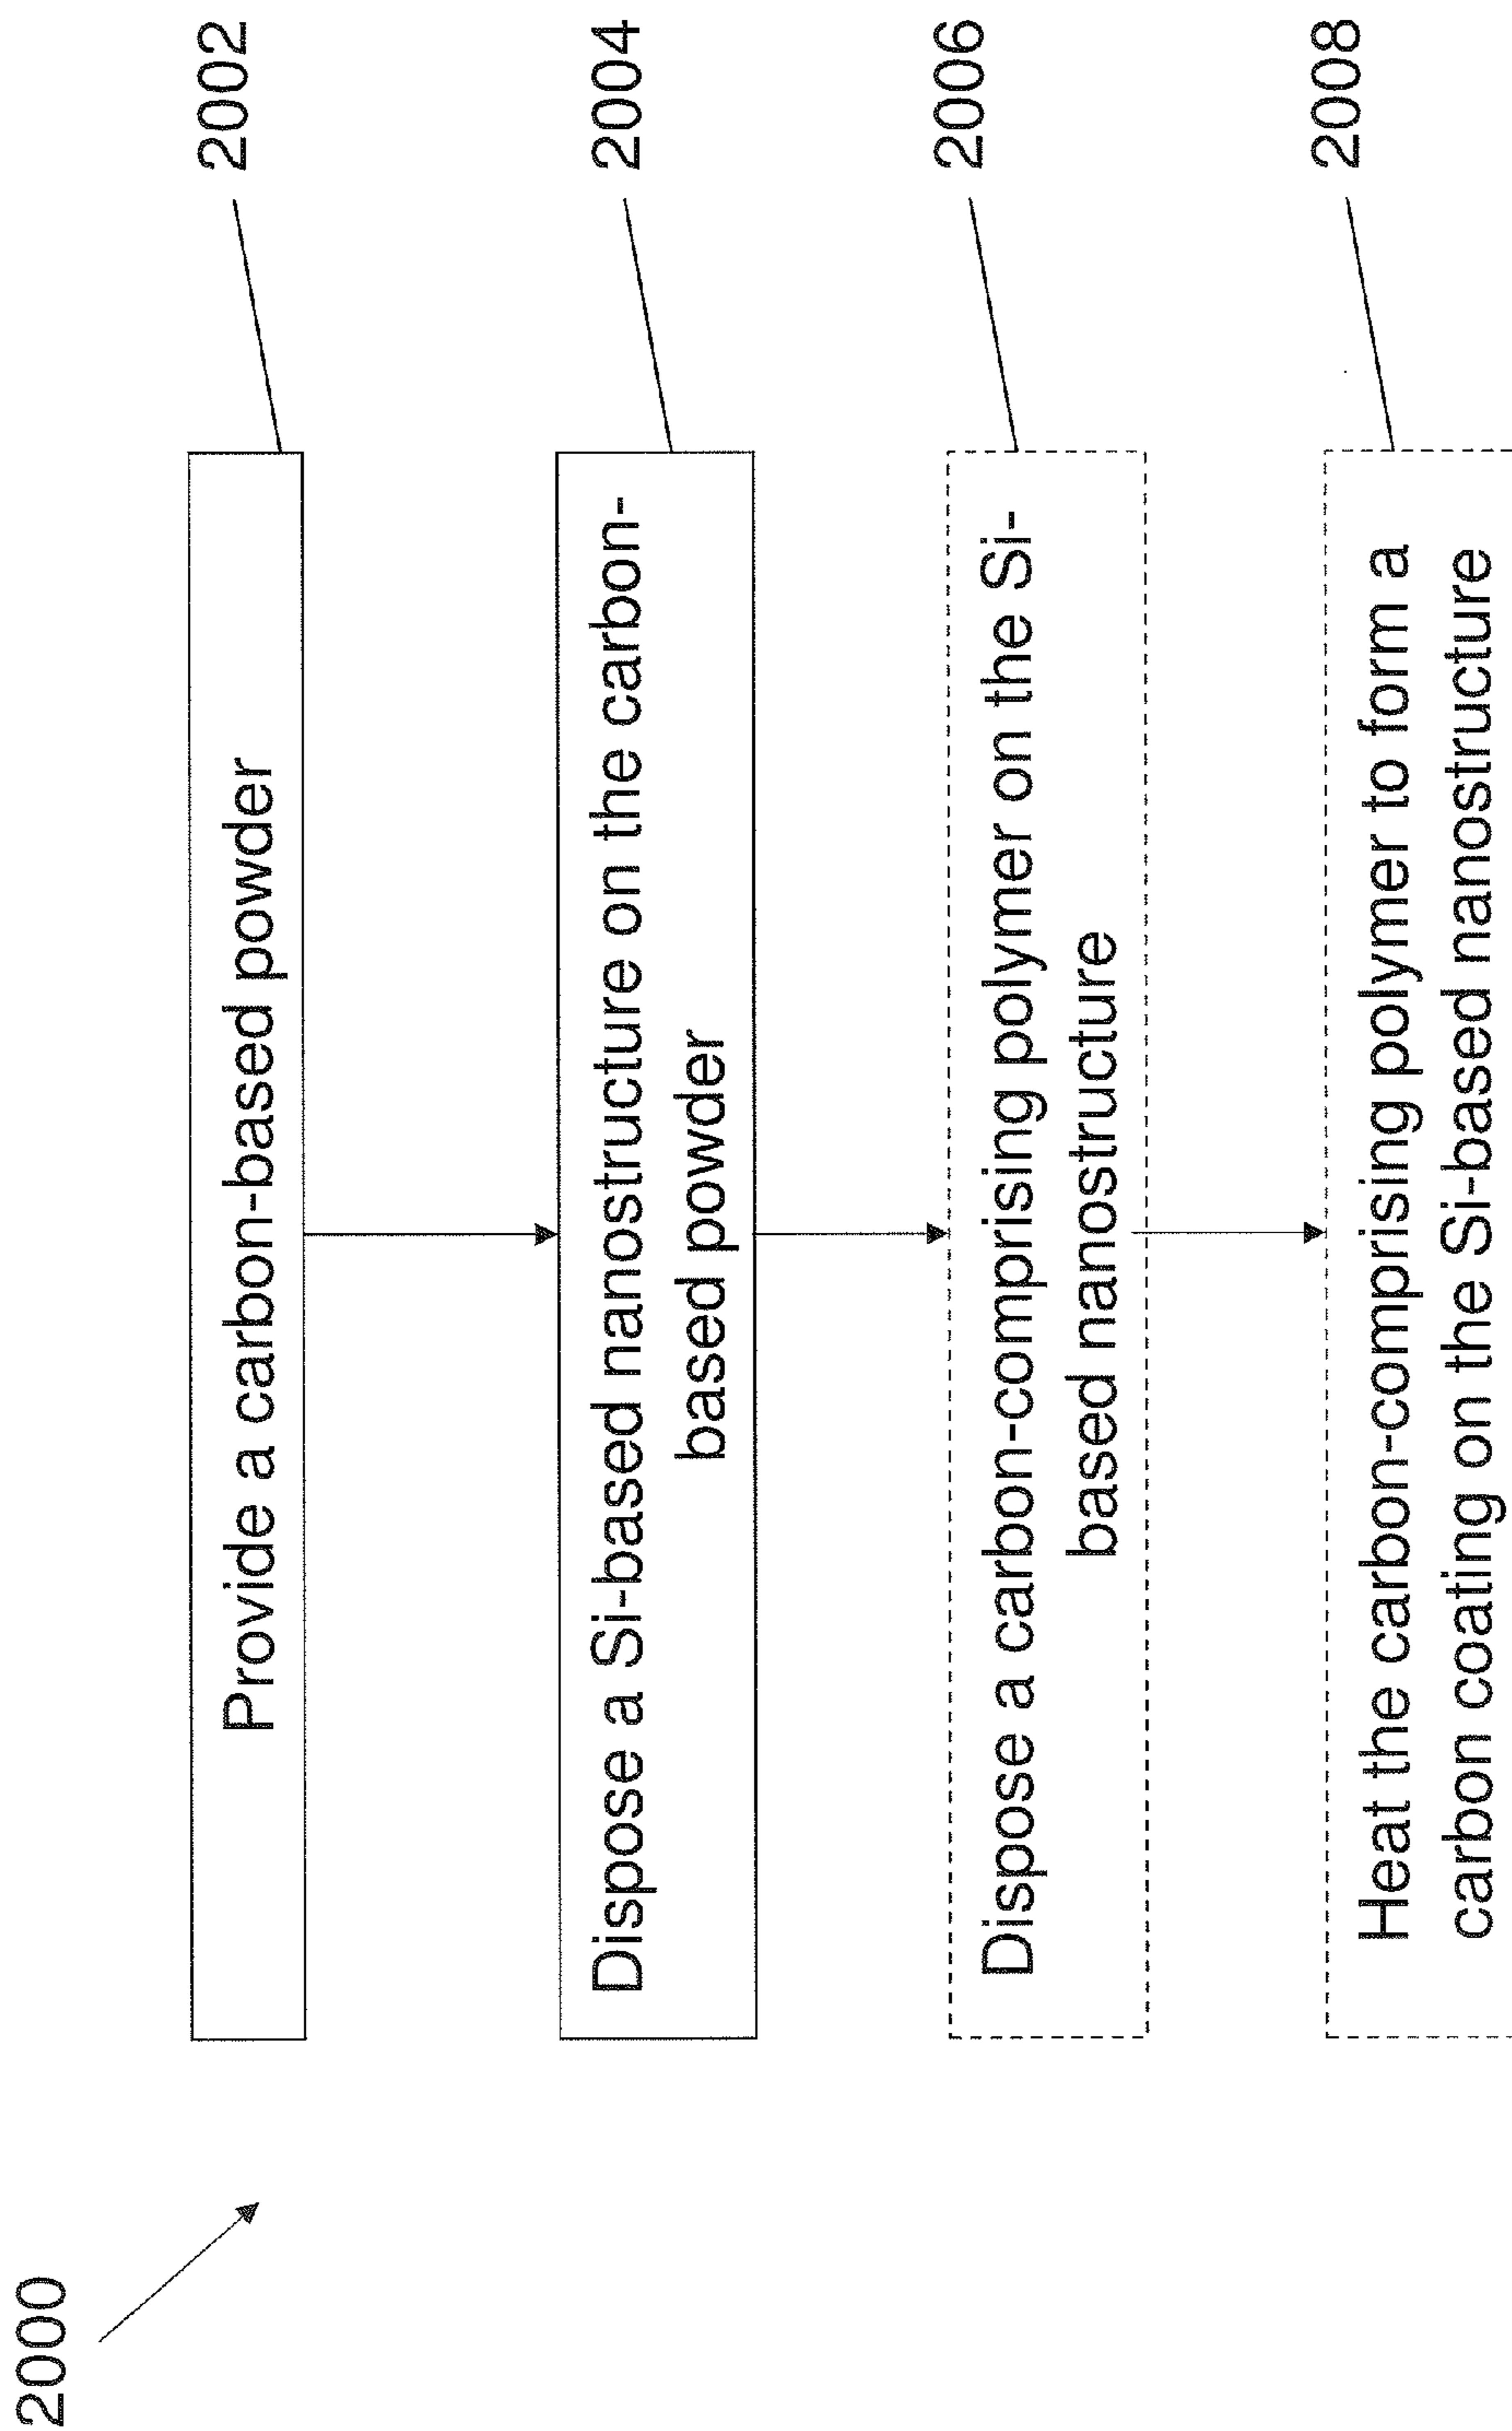 2000
Provide a carbon-based powder
2002
Dispose a Si-based nanostructure on the carbon-
based powder
2004
Dispose a carbon-comprising polymer on the Si-
based nanostructure
2006
Heat the carbon-comprising polymer to form a
carbon coating on the Si-based nanostructure
2008